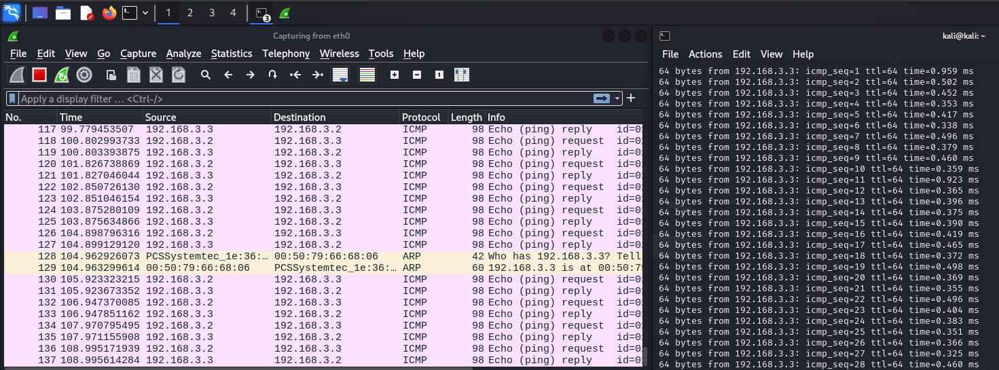 1 2 3 4 3
Capturing from eth0
File Edit View Go Capture Analyze Statistics Telephony Wireless Tools Help
Apply a display filter … <Ctrl-/>
No. Time Source Destination Protocol Length Info
117 99.779453507 192.168.3.3 192.168.3.2 ICMP 98 Echo (ping) reply id=0
118 100.802993733 192.168.3.2 192.168.3.3 ICMP 98 Echo (ping) request id=0
119 100.803393875 192.168.3.3 192.168.3.2 ICMP 98 Echo (ping) reply id=0
120 101.826738869 192.168.3.2 192.168.3.3 ICMP 98 Echo (ping) request id=0
121 101.827046044 192.168.3.3 192.168.3.2 ICMP 98 Echo (ping) reply id=0
122 102.850726130 192.168.3.2 192.168.3.3 ICMP 98 Echo (ping) request id=0
123 102.851046154 192.168.3.3 192.168.3.2 ICMP 98 Echo (ping) reply id=0
124 103.875280109 192.168.3.2 192.168.3.3 ICMP 98 Echo (ping) request id=0
125 103.875634866 192.168.3.3 192.168.3.2 ICMP 98 Echo (ping) reply id=0
126 104.898796316 192.168.3.2 192.168.3.3 ICMP 98 Echo (ping) request id=0
127 104.899129120 192.168.3.3 192.168.3.2 ICMP 98 Echo (ping) reply id=0
128 104.962926073 PCSSystemtec_1e:36:… 00:50:79:66:68:06 ARP 42 Who has 192.168.3.3? Tell
129 104.963299614 00:50:79:66:68:06 PCSSystemtec_1e:36:… ARP 60 192.168.3.3 is at 00:50:79
130 105.923323215 192.168.3.2 192.168.3.3 ICMP 98 Echo (ping) request id=0
131 105.923673352 192.168.3.3 192.168.3.2 ICMP 98 Echo (ping) reply id=0
132 106.947370085 192.168.3.2 192.168.3.3 ICMP 98 Echo (ping) request id=0
133 106.947851162 192.168.3.3 192.168.3.2 ICMP 98 Echo (ping) reply id=0
134 107.970795495 192.168.3.2 192.168.3.3 ICMP 98 Echo (ping) request id=0
135 107.971155908 192.168.3.3 192.168.3.2 ICMP 98 Echo (ping) reply id=0
136 108.995171939 192.168.3.2 192.168.3.3 ICMP 98 Echo (ping) request id=0
137 108.995614284 192.168.3.3 192.168.3.2 ICMP 98 Echo (ping) reply id=0
kali@kali: ~
File Actions Edit View Help
64 bytes from 192.168.3.3: icmp_seq=1 ttl=64 time=0.959 ms
64 bytes from 192.168.3.3: icmp_seq=2 ttl=64 time=0.502 ms
64 bytes from 192.168.3.3: icmp_seq=3 ttl=64 time=0.452 ms
64 bytes from 192.168.3.3: icmp_seq=4 ttl=64 time=0.353 ms
64 bytes from 192.168.3.3: icmp_seq=5 ttl=64 time=0.417 ms
64 bytes from 192.168.3.3: icmp_seq=6 ttl=64 time=0.338 ms
64 bytes from 192.168.3.3: icmp_seq=7 ttl=64 time=0.496 ms
64 bytes from 192.168.3.3: icmp_seq=8 ttl=64 time=0.379 ms
64 bytes from 192.168.3.3: icmp_seq=9 ttl=64 time=0.460 ms
64 bytes from 192.168.3.3: icmp_seq=10 ttl=64 time=0.359 ms
64 bytes from 192.168.3.3: icmp_seq=11 ttl=64 time=0.923 ms
64 bytes from 192.168.3.3: icmp_seq=12 ttl=64 time=0.365 ms
64 bytes from 192.168.3.3: icmp_seq=13 ttl=64 time=0.396 ms
64 bytes from 192.168.3.3: icmp_seq=14 ttl=64 time=0.375 ms
64 bytes from 192.168.3.3: icmp_seq=15 ttl=64 time=0.390 ms
64 bytes from 192.168.3.3: icmp_seq=16 ttl=64 time=0.419 ms
64 bytes from 192.168.3.3: icmp_seq=17 ttl=64 time=0.465 ms
64 bytes from 192.168.3.3: icmp_seq=18 ttl=64 time=0.372 ms
64 bytes from 192.168.3.3: icmp_seq=19 ttl=64 time=0.498 ms
64 bytes from 192.168.3.3: icmp_seq=20 ttl=64 time=0.369 ms
64 bytes from 192.168.3.3: icmp_seq=21 ttl=64 time=0.355 ms
64 bytes from 192.168.3.3: icmp_seq=22 ttl=64 time=0.496 ms
64 bytes from 192.168.3.3: icmp_seq=23 ttl=64 time=0.404 ms
64 bytes from 192.168.3.3: icmp_seq=24 ttl=64 time=0.383 ms
64 bytes from 192.168.3.3: icmp_seq=25 ttl=64 time=0.351 ms
64 bytes from 192.168.3.3: icmp_seq=26 ttl=64 time=0.366 ms
64 bytes from 192.168.3.3: icmp_seq=27 ttl=64 time=0.325 ms
64 bytes from 192.168.3.3: icmp_seq=28 ttl=64 time=0.460 ms